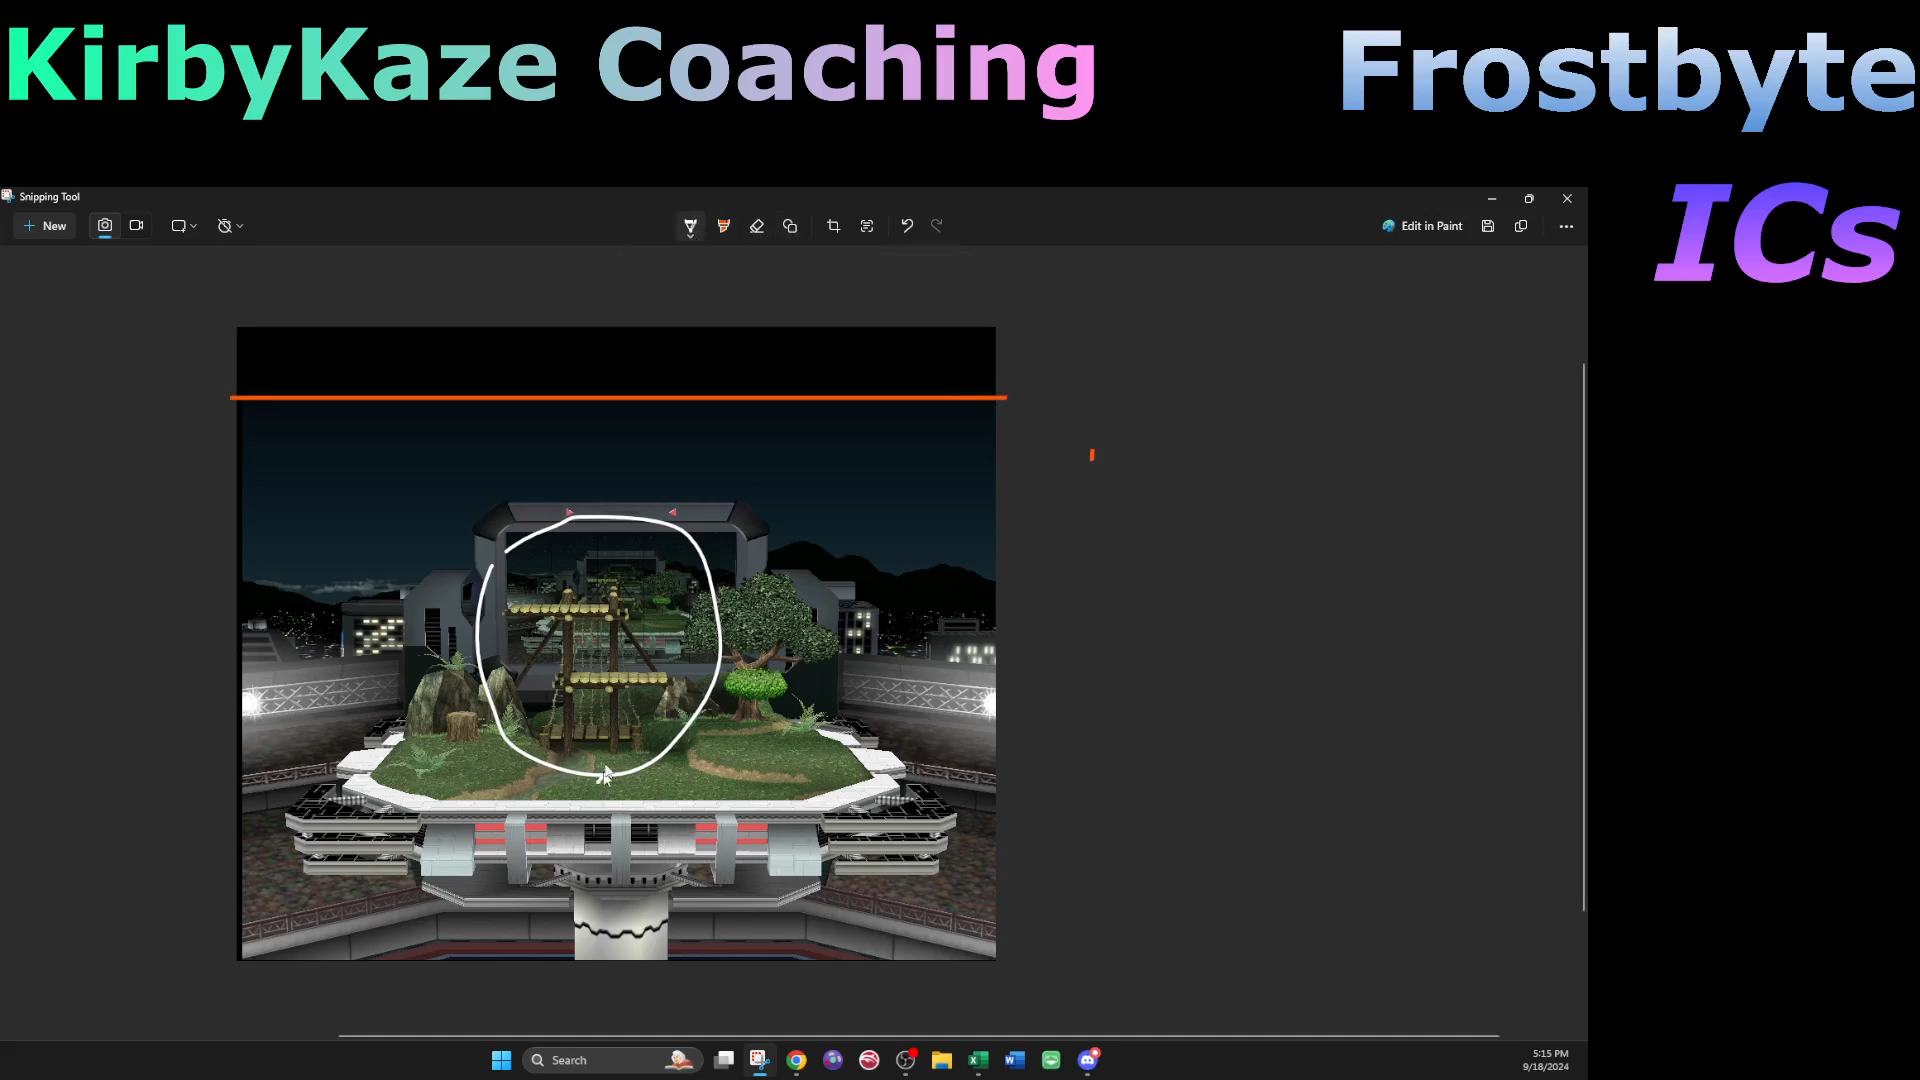 KirbyKaze Coaching
Frostbyte
ICs
Snipping Tool
New
Edit in Paint
Search
5:15 PM
9/18/2024